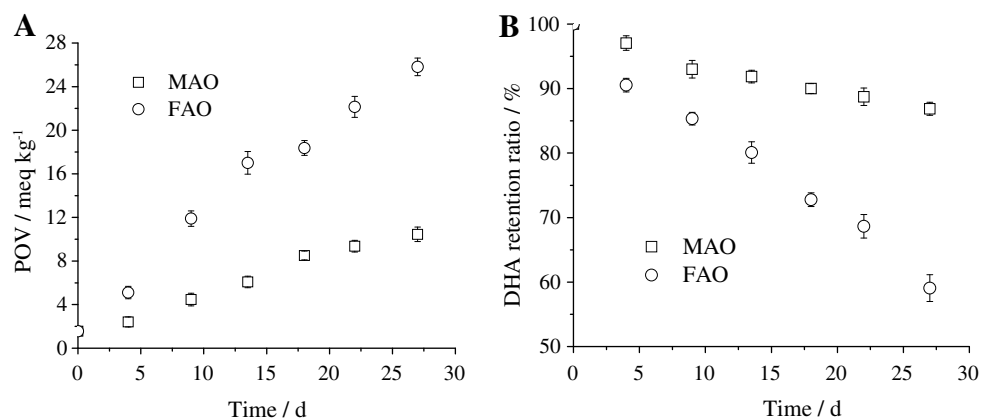 A
28
24
20
16
12
8
4
0
POV / meq kg⁻¹
MAO
FAO
0 5 10 15 20 25 30
Time / d
B
100
90
80
70
60
50
DHA retention ratio / %
MAO
FAO
0 5 10 15 20 25 30
Time / d